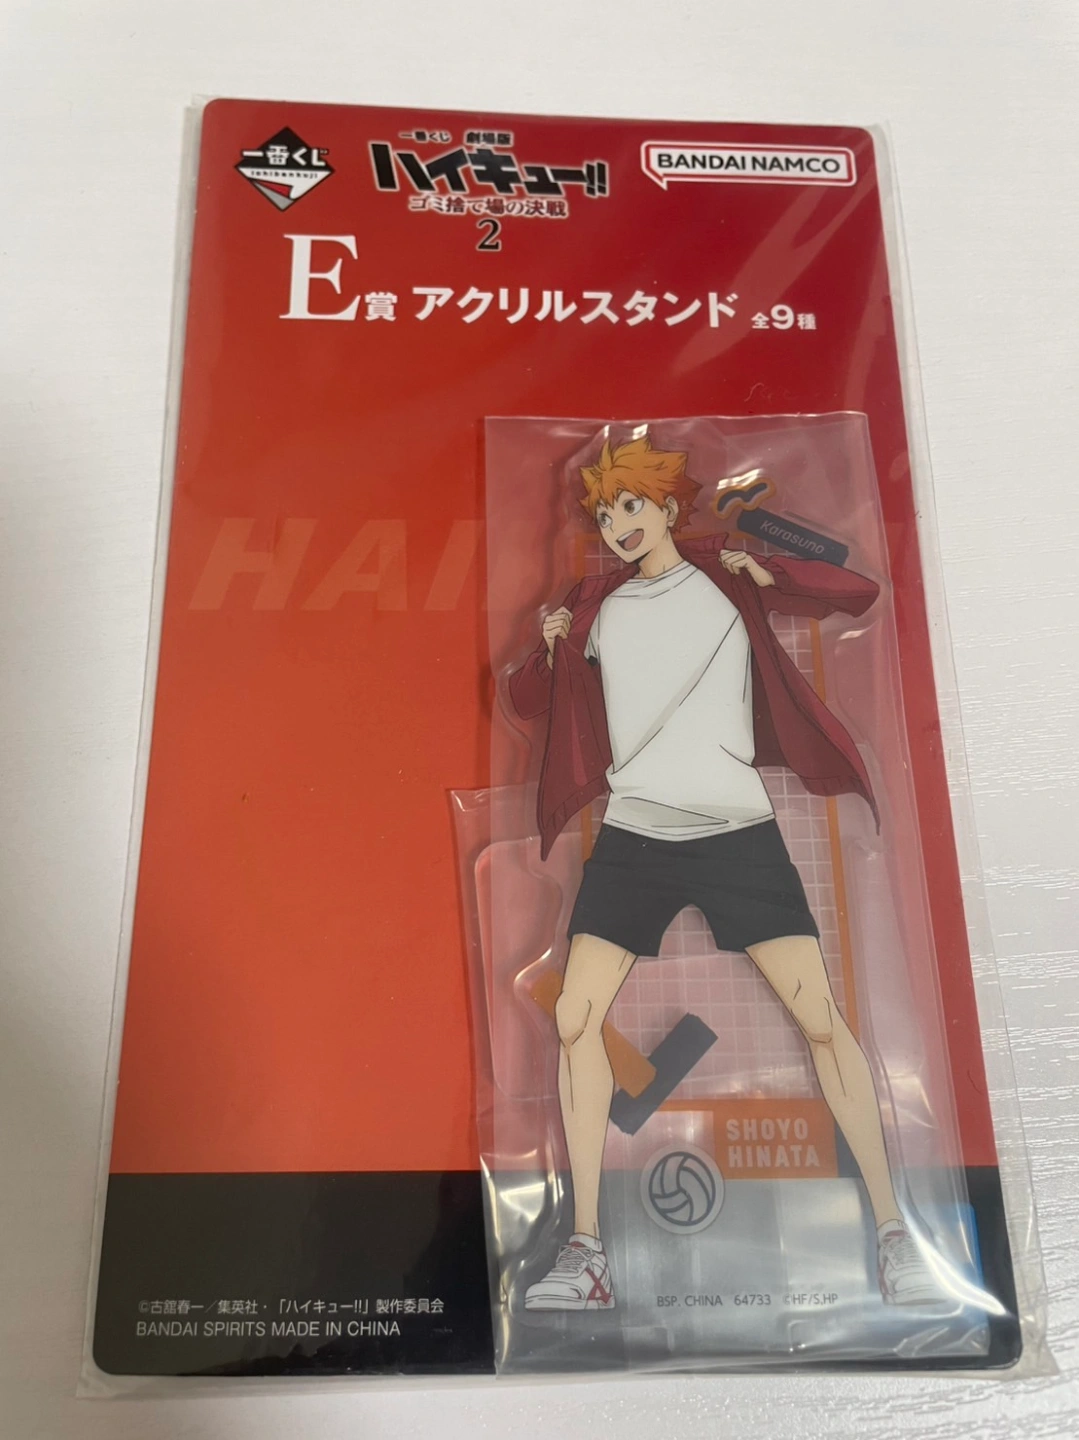 一番くじ
Ichibankuji
一番くじ 劇場版
ハイキュー!!
ゴミ捨て場の決戦
2
BANDAI NAMCO
E賞 アクリルスタンド 全9種
HAI
Karasuno
SHOYO
HINATA
BSP. CHINA 64733 ©HF/S.HP
©古舘春一／集英社・「ハイキュー!!」製作委員会
BANDAI SPIRITS MADE IN CHINA